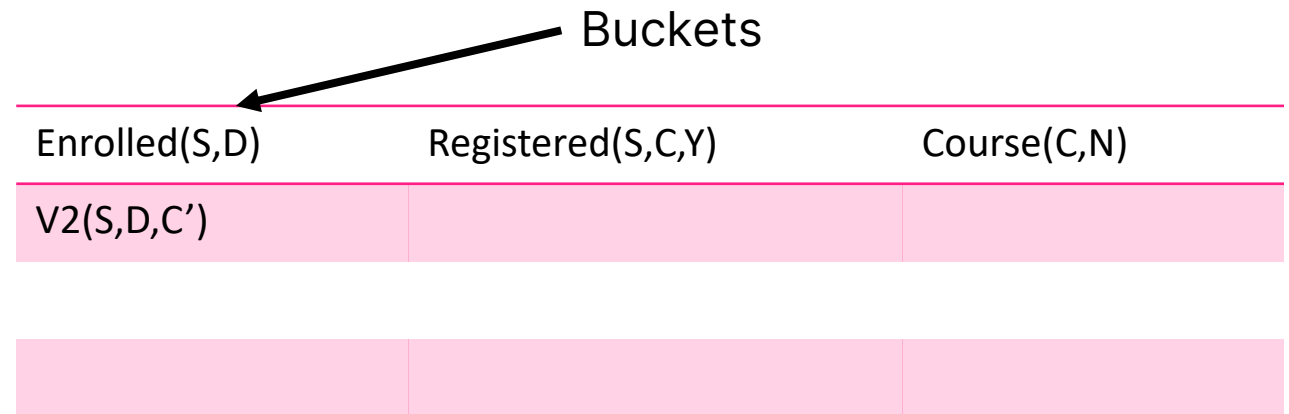 Buckets
Enrolled(S,D) Registered(S,C,Y) Course(C,N)
V2(S,D,C’)